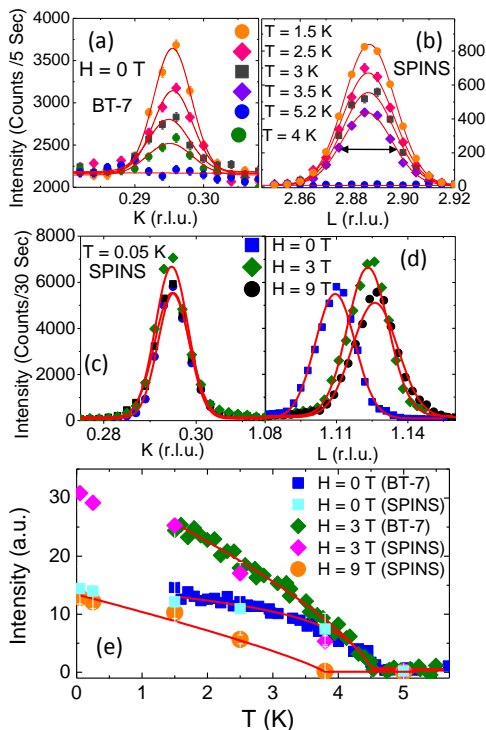 (a)
H = 0 T
BT-7
Intensity (Counts /5 Sec)
4000
3500
3000
2500
2000
0.29
0.30
K (r.l.u.)
T = 1.5 K
T = 2.5 K
T = 3 K
T = 3.5 K
T = 5.2 K
T = 4 K
(b)
SPINS
800
600
400
200
0
2.86
2.88
2.90
2.92
L (r.l.u.)
T = 0.05 K
SPINS
(c)
Intensity (Counts/30 Sec)
8000
6000
4000
2000
0
0.28
0.30
K (r.l.u.)
H = 0 T
H = 3 T
H = 9 T
(d)
1.08
1.11
1.14
L (r.l.u.)
Intensity (a.u.)
30
20
10
0
H = 0 T (BT-7)
H = 0 T (SPINS)
H = 3 T (BT-7)
H = 3 T (SPINS)
H = 9 T (SPINS)
(e)
0
1
2
3
4
5
T (K)